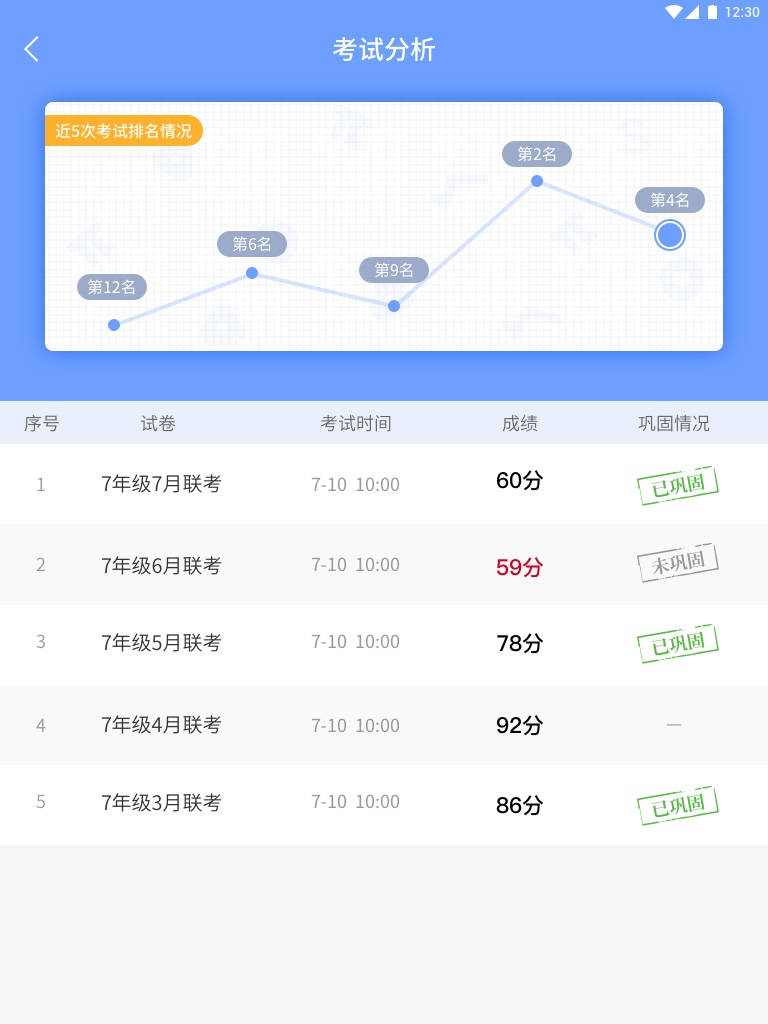 12:30
考试分析
近5次考试排名情况
第2名
第4名
第6名
第9名
第12名
序号 试卷 考试时间 成绩 巩固情况
1 7年级7月联考 7-10 10:00 60分 已巩固
2 7年级6月联考 7-10 10:00 59分 未巩固
3 7年级5月联考 7-10 10:00 78分 已巩固
4 7年级4月联考 7-10 10:00 92分 —
5 7年级3月联考 7-10 10:00 86分 已巩固